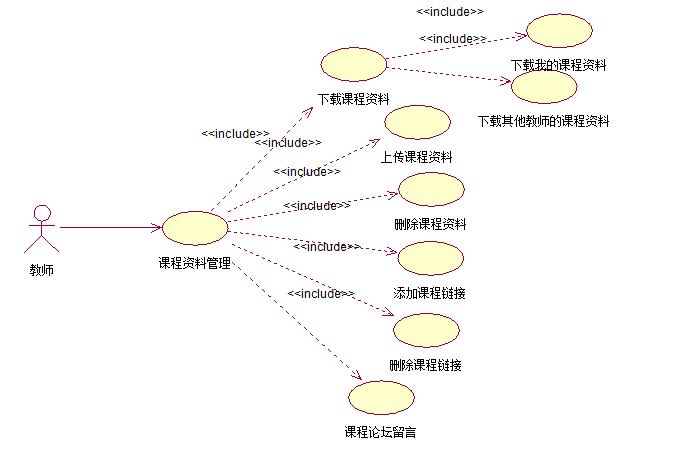 <<include>>
<<include>>
下载我的课程资料
下载课程资料
下载其他教师的课程资料
<<include>>
<<include>>
上传课程资料
<<include>>
<<include>>
删除课程资料
<<include>>
教师
课程资料管理
添加课程链接
<<include>>
删除课程链接
课程论坛留言